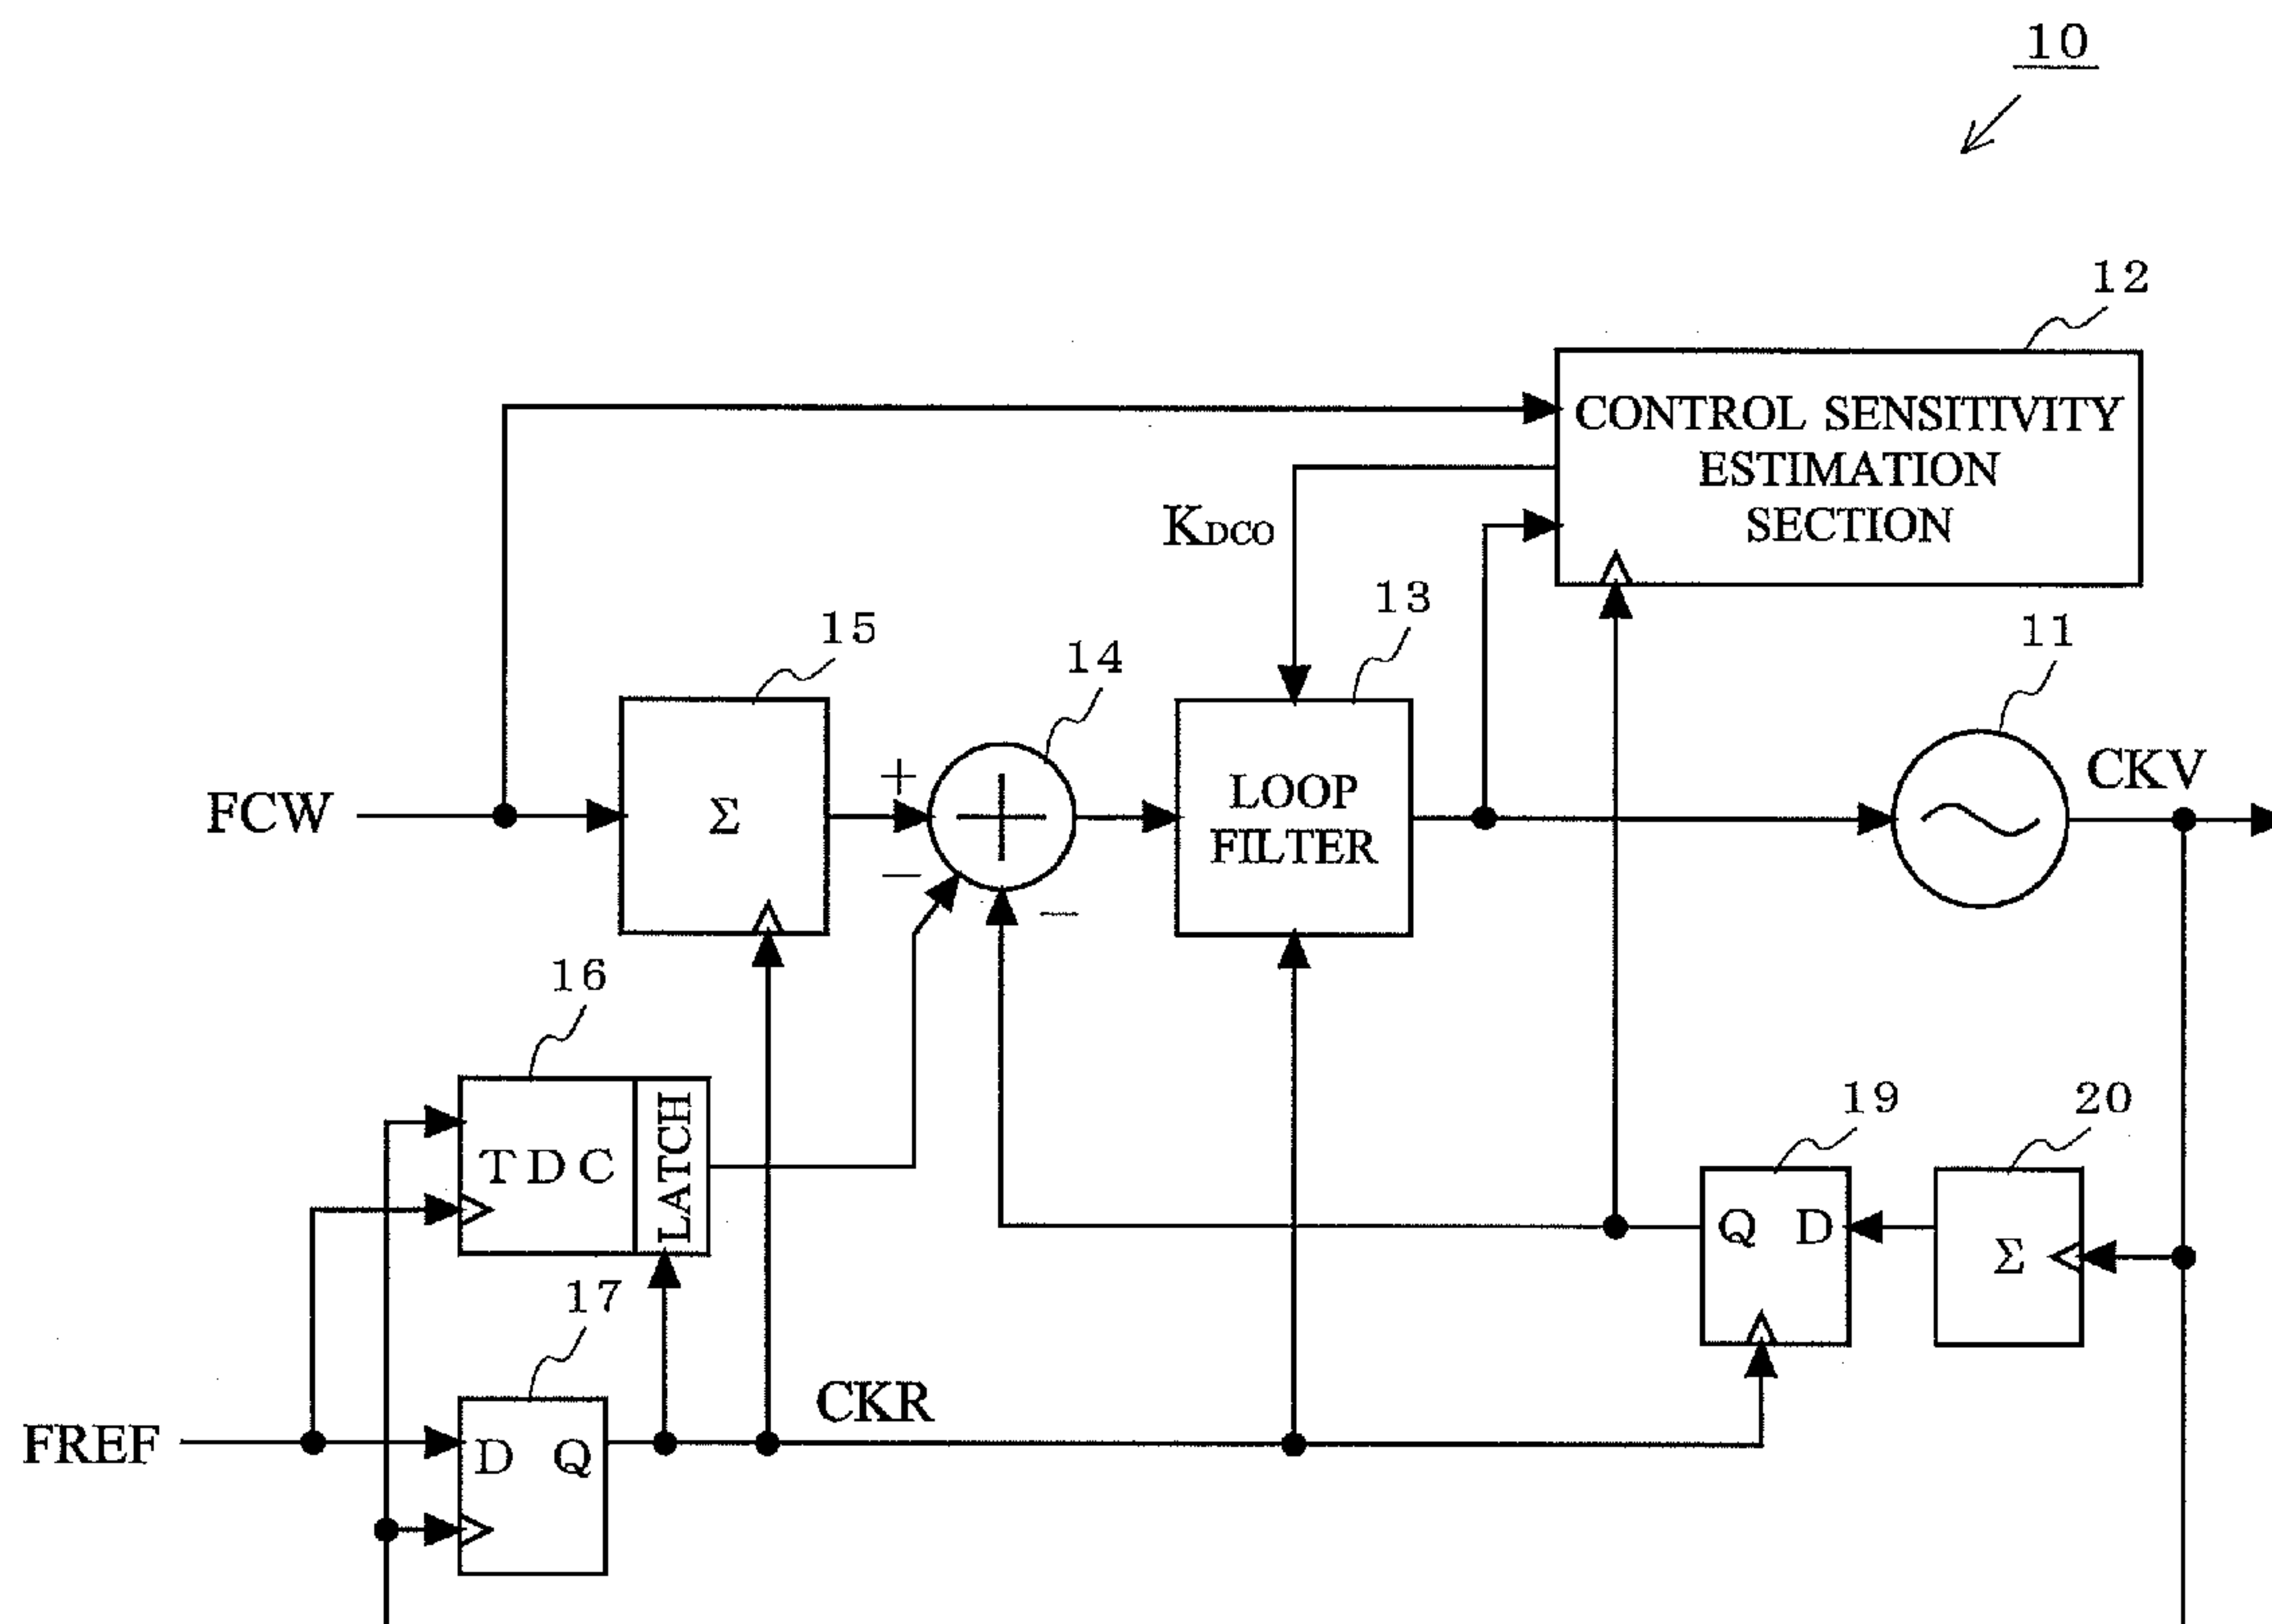 10
12
CONTROL SENSITIVITY
ESTIMATION
SECTION
KDCO
13
11
15
14
+
CKV
FCW
Σ
LOOP
FILTER
−
−
16
19
20
TDC
LATCH
Q D
Σ
17
CKR
FREF
D Q